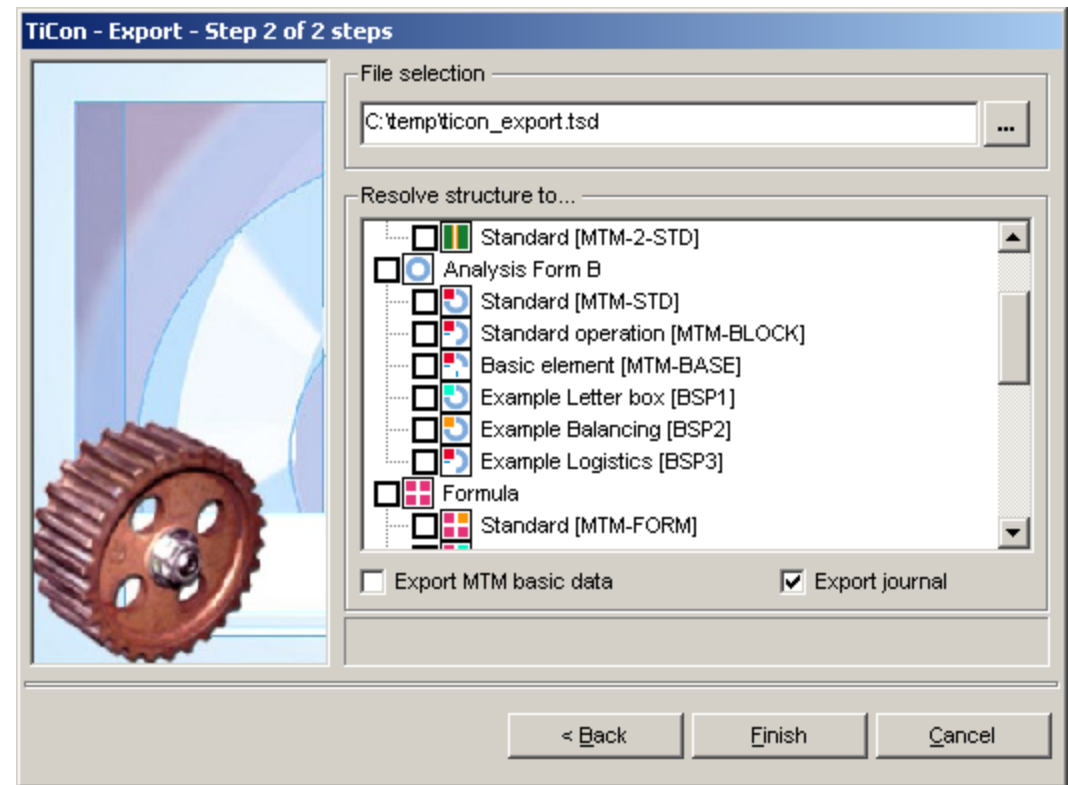 TiCon - Export - Step 2 of 2 steps
File selection
C:\temp\ticon_export.tsd
...
Resolve structure to...
Standard [MTM-2-STD]
Analysis Form B
Standard [MTM-STD]
Standard operation [MTM-BLOCK]
Basic element [MTM-BASE]
Example Letter box [BSP1]
Example Balancing [BSP2]
Example Logistics [BSP3]
Formula
Standard [MTM-FORM]
Export MTM basic data
Export journal
< Back
Finish
Cancel